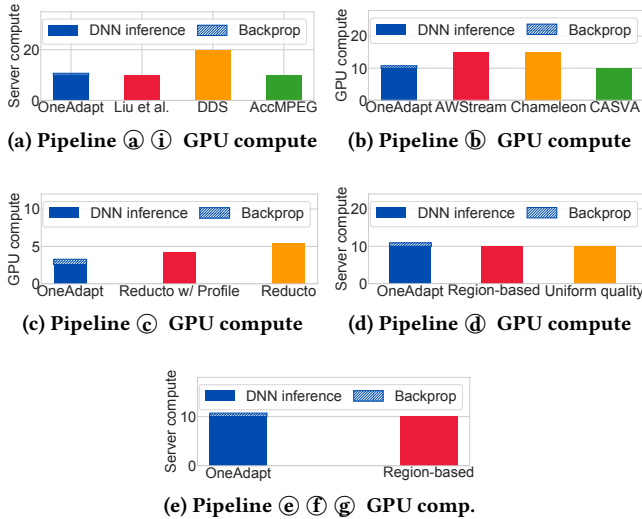 DNN inference Backprop
Server compute
20
0
OneAdapt Liu et al. DDS AccMPEG
(a) Pipeline ⓐ ⓘ GPU compute
DNN inference Backprop
GPU compute
20
10
0
OneAdapt AWStream Chameleon CASVA
(b) Pipeline ⓑ GPU compute
DNN inference Backprop
GPU compute
10
5
0
OneAdapt Reducto w/ Profile Reducto
(c) Pipeline ⓒ GPU compute
DNN inference Backprop
Server compute
20
10
0
OneAdapt Region-based Uniform quality
(d) Pipeline ⓓ GPU compute
DNN inference Backprop
Server compute
10
0
OneAdapt Region-based
(e) Pipeline ⓔ ⓕ ⓖ GPU comp.